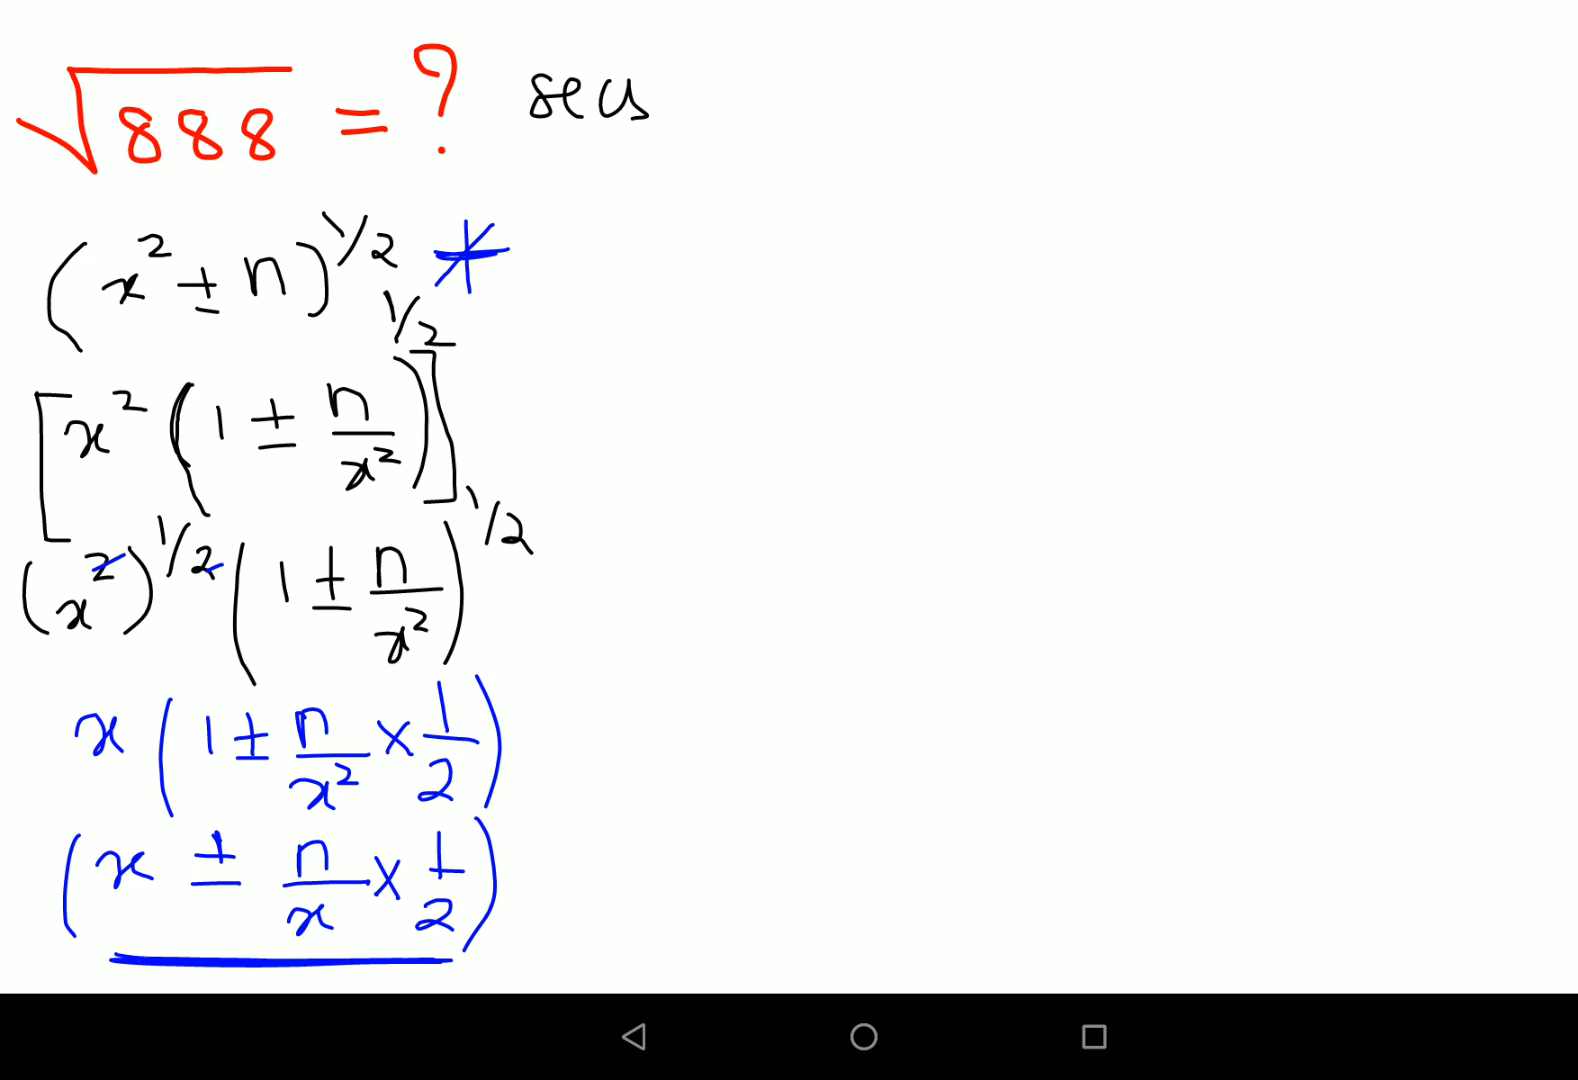 √888 = ? secs
(x² ± n)^1/2 *
[x² (1 ± n/x²)]^1/2
(x²)^1/2 (1 ± n/x²)^1/2
x (1 ± n/x² × 1/2)
(x ± n/x × 1/2)